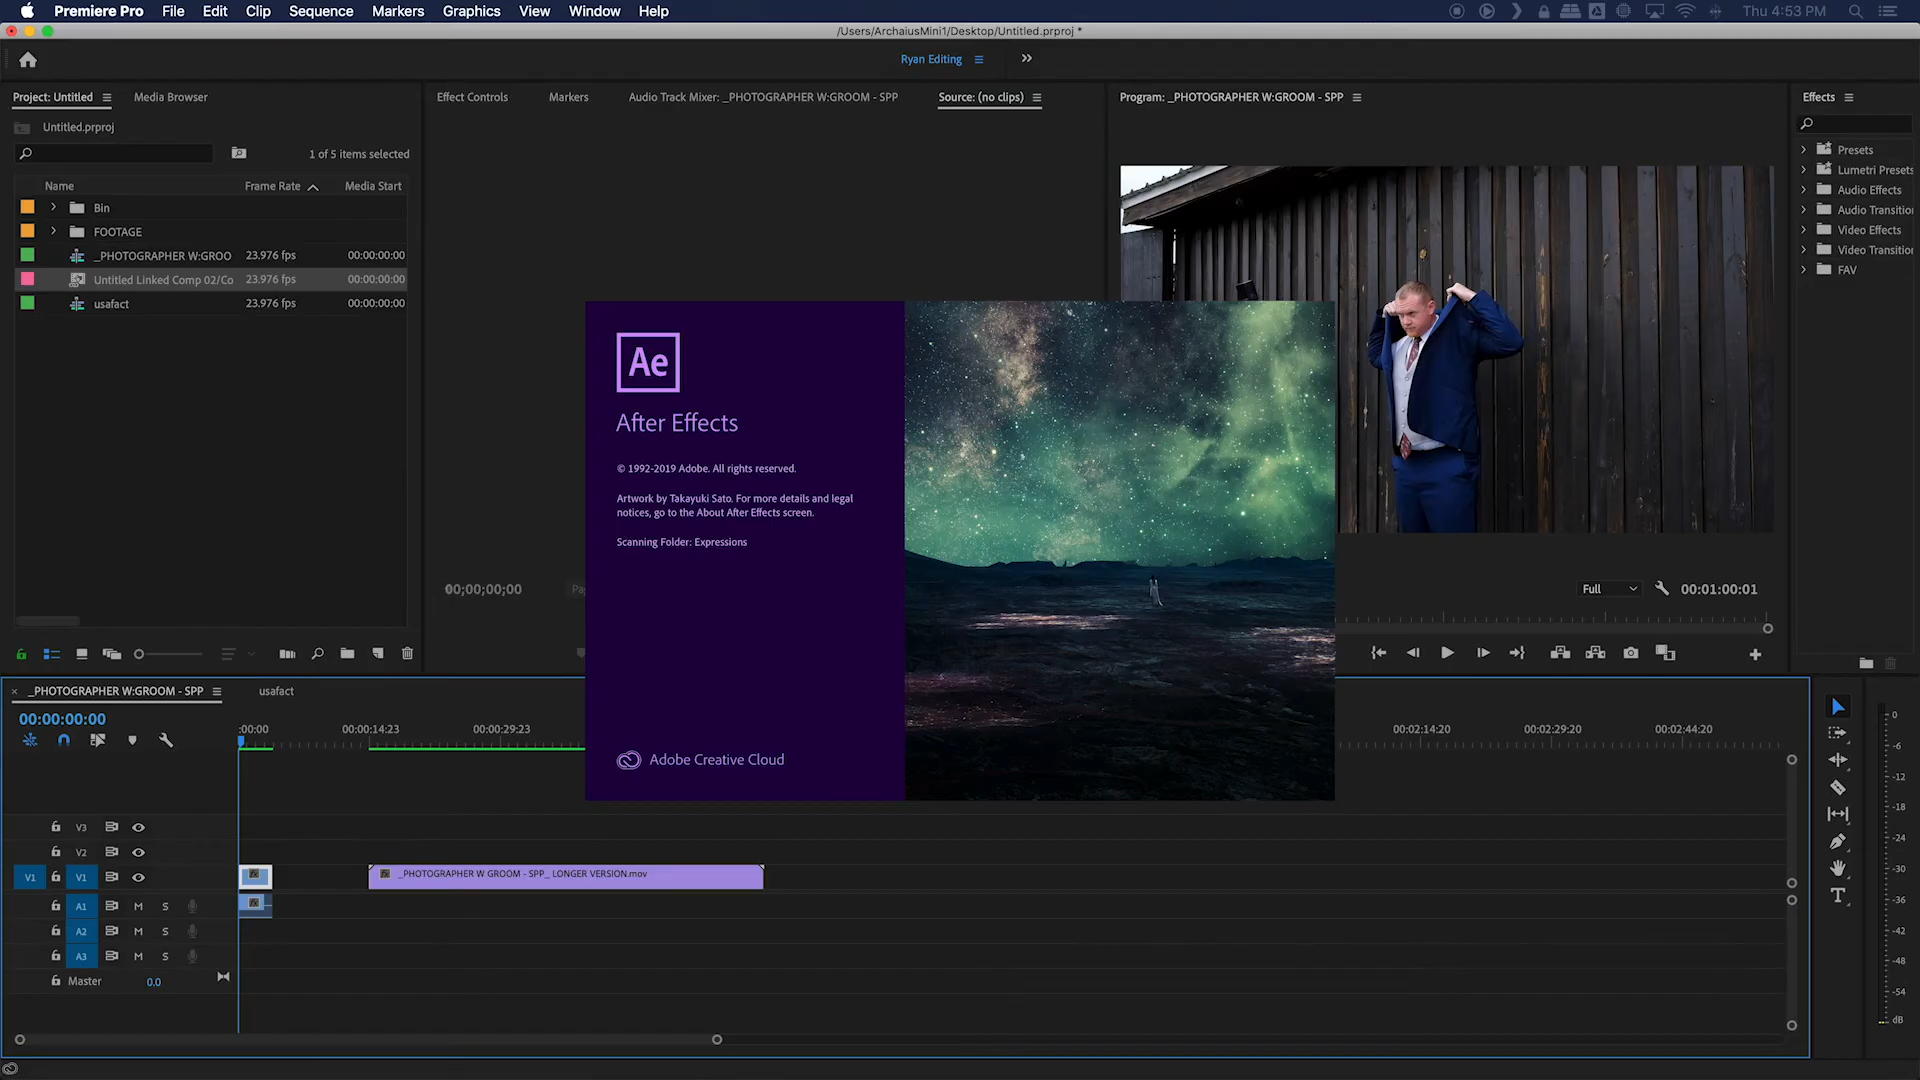 Premiere Pro File Edit Clip Sequence Markers Graphics View Window Help Thu 4:53 PM
/Users/ArchaiusMini1/Desktop/Untitled.prproj *
Ryan Editing
Project: Untitled Media Browser
Effect Controls Markers Audio Track Mixer: _PHOTOGRAPHER W:GROOM - SPP Source: (no clips)
Program: _PHOTOGRAPHER W:GROOM - SPP
Effects
Untitled.prproj
1 of 5 items selected
Name Frame Rate Media Start
Bin
FOOTAGE
_PHOTOGRAPHER W:GROO 23.976 fps 00:00:00:00
Untitled Linked Comp 02/Co 23.976 fps 00:00:00:00
usafact 23.976 fps 00:00:00:00
Presets
Lumetri Presets
Audio Effects
Audio Transitio
Video Effects
Video Transition
FAV
Ae
After Effects
© 1992-2019 Adobe. All rights reserved.
Artwork by Takayuki Sato. For more details and legal
notices, go to the About After Effects screen.
Scanning Folder: Expressions
Adobe Creative Cloud
00;00;00;00
Full 00:01:00:01
_PHOTOGRAPHER W:GROOM - SPP usafact
00:00:00:00
:00:00 00:00:14:23 00:00:29:23 00:02:14:20 00:02:29:20 00:02:44:20
V3
V2
V1 V1
_PHOTOGRAPHER W GROOM - SPP_ LONGER VERSION.mov
A1 M S
A2 M S
A3 M S
Master 0.0
T
0
-6
-12
-18
-24
-30
-36
-42
-48
-54
dB